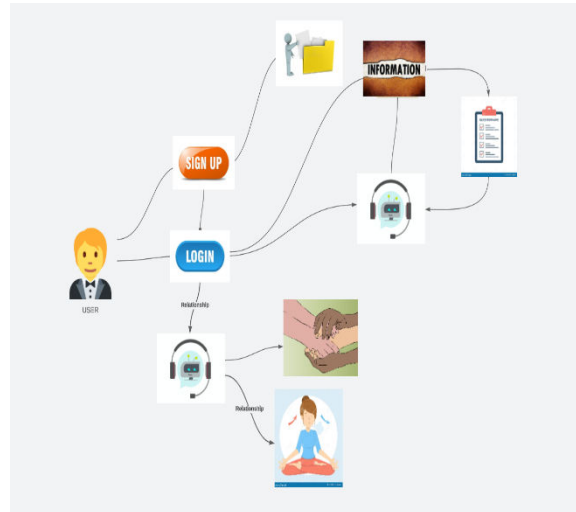 INFORMATION
SIGN UP
LOGIN
USER
Relationship
Relationship